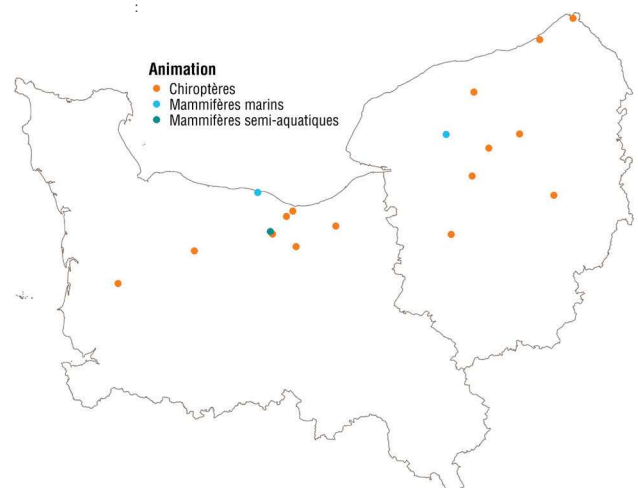 :
Animation
Chiroptères
Mammifères marins
Mammifères semi-aquatiques